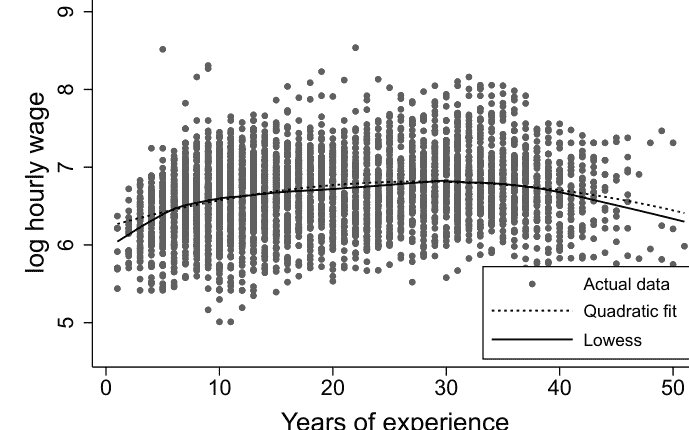 9
8
7
6
5
log hourly wage
Actual data
Quadratic fit
Lowess
0 10 20 30 40 50
Years of experience